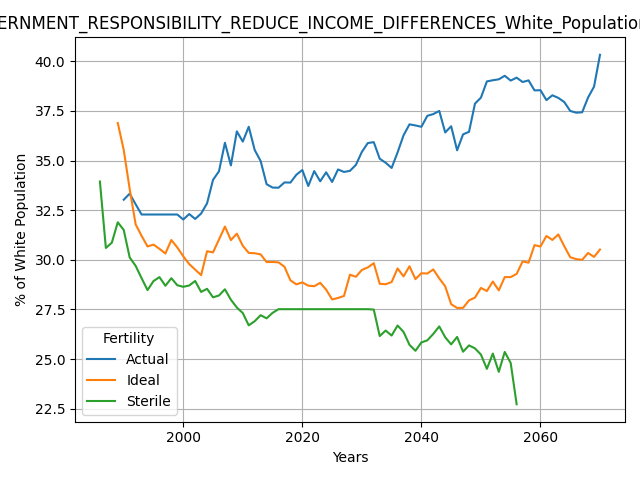 ERNMENT_RESPONSIBILITY_REDUCE_INCOME_DIFFERENCES_White_Population
40.0
37.5
35.0
32.5
30.0
27.5
25.0
22.5
% of White Population
Fertility
Actual
Ideal
Sterile
2000 2020 2040 2060
Years